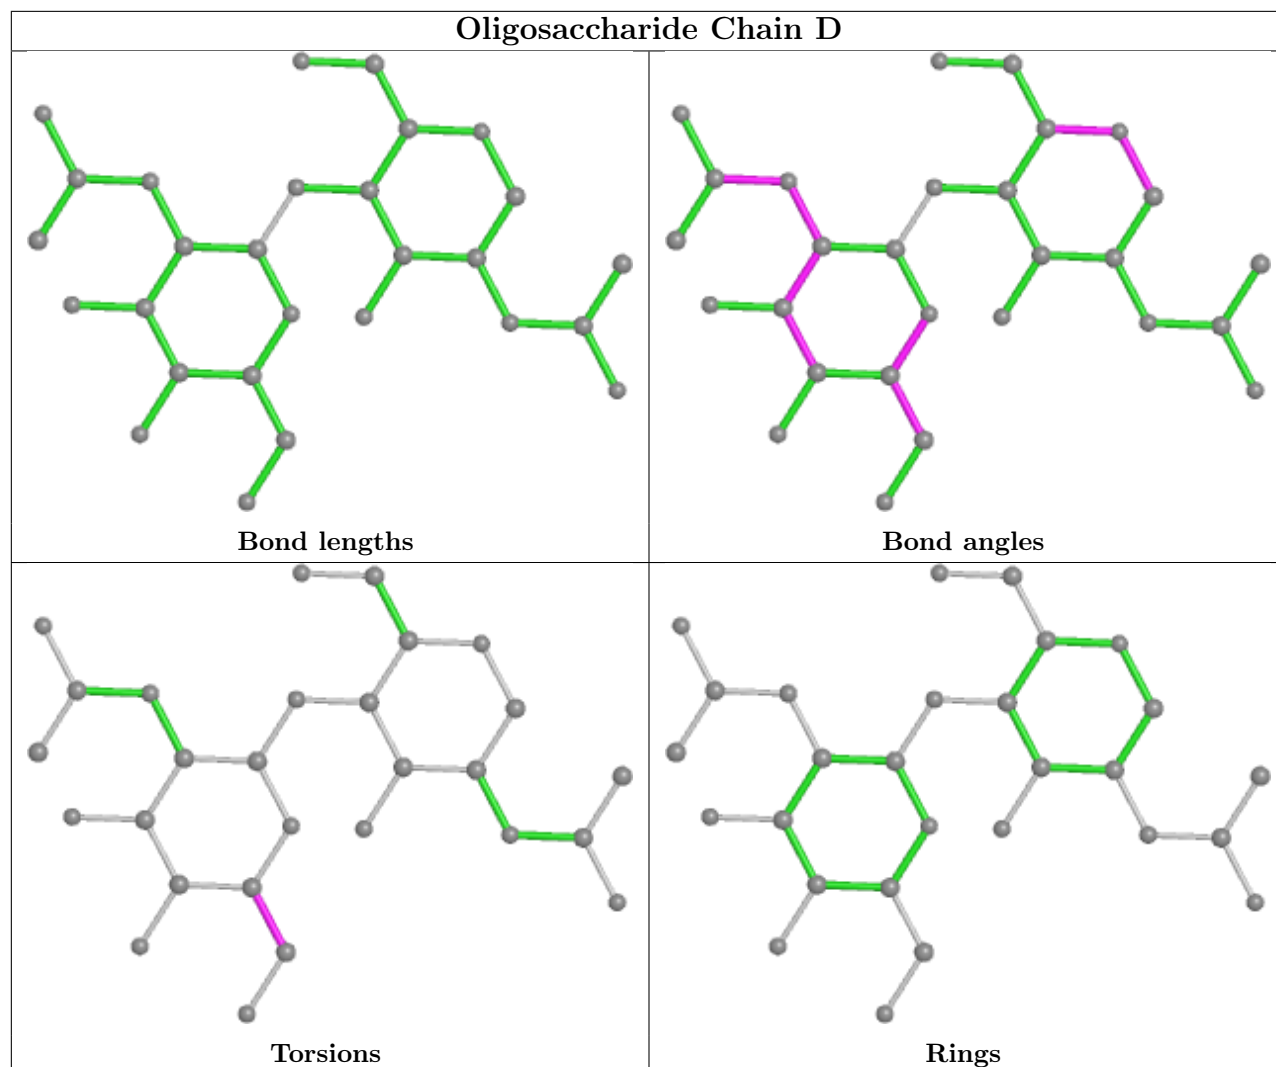 Oligosaccharide Chain D
Bond lengths
Bond angles
Torsions
Rings